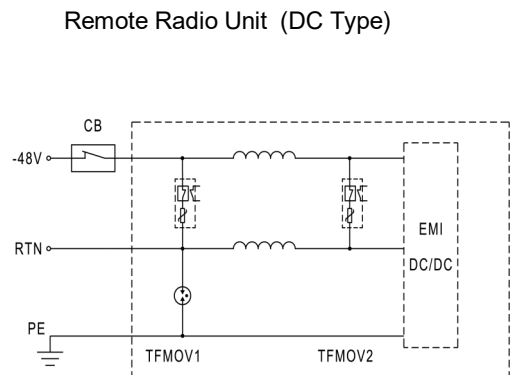 Remote Radio Unit (DC Type)
CB
-48V
RTN
EMI
DC/DC
PE
TFMOV1
TFMOV2